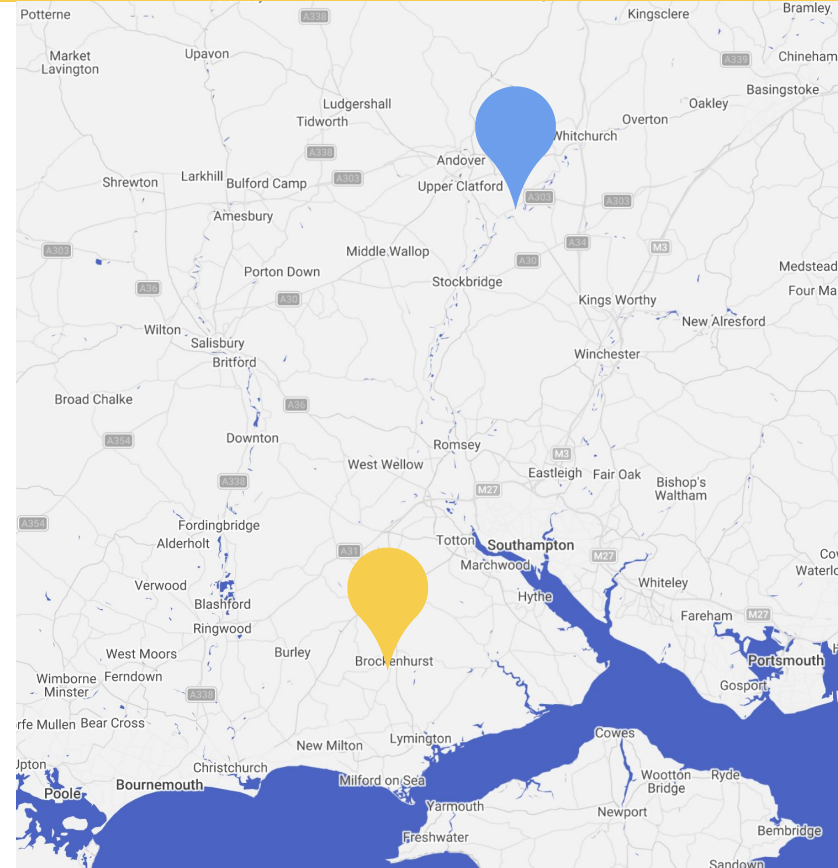 Potterne
A338
Kingsclere
Bramley
Market
Lavington
Upavon
A339
Chineham
Basingstoke
Ludgershall
Oakley
Tidworth
Overton
Whitchurch
A338
Andover
Shrewton
Larkhill
Bulford Camp
A303
Upper Clatford
A303
A303
Amesbury
A303
Middle Wallop
A34
M3
A30
Porton Down
Medstead
A36
Stockbridge
Four Ma
A30
Kings Worthy
New Alresford
Wilton
Salisbury
Winchester
Britford
Broad Chalke
A36
A354
Downton
Romsey
M3
West Wellow
Eastleigh
Fair Oak
A338
M27
Bishop's
Waltham
A354
Fordingbridge
Alderholt
A31
Totton
Southampton
M27
Marchwood
Verwood
Hythe
Whiteley
Blashford
Fareham
M27
Ringwood
West Moors
Burley
Brockenhurst
Portsmouth
Wimborne
Minster
Ferndown
Gosport
A338
rfe Mullen
Bear Cross
Lymington
Cowes
New Milton
Christchurch
Upton
Bournemouth
Milford on Sea
Wootton
Bridge
Ryde
Poole
Yarmouth
Newport
Freshwater
Bembridge
Sandown